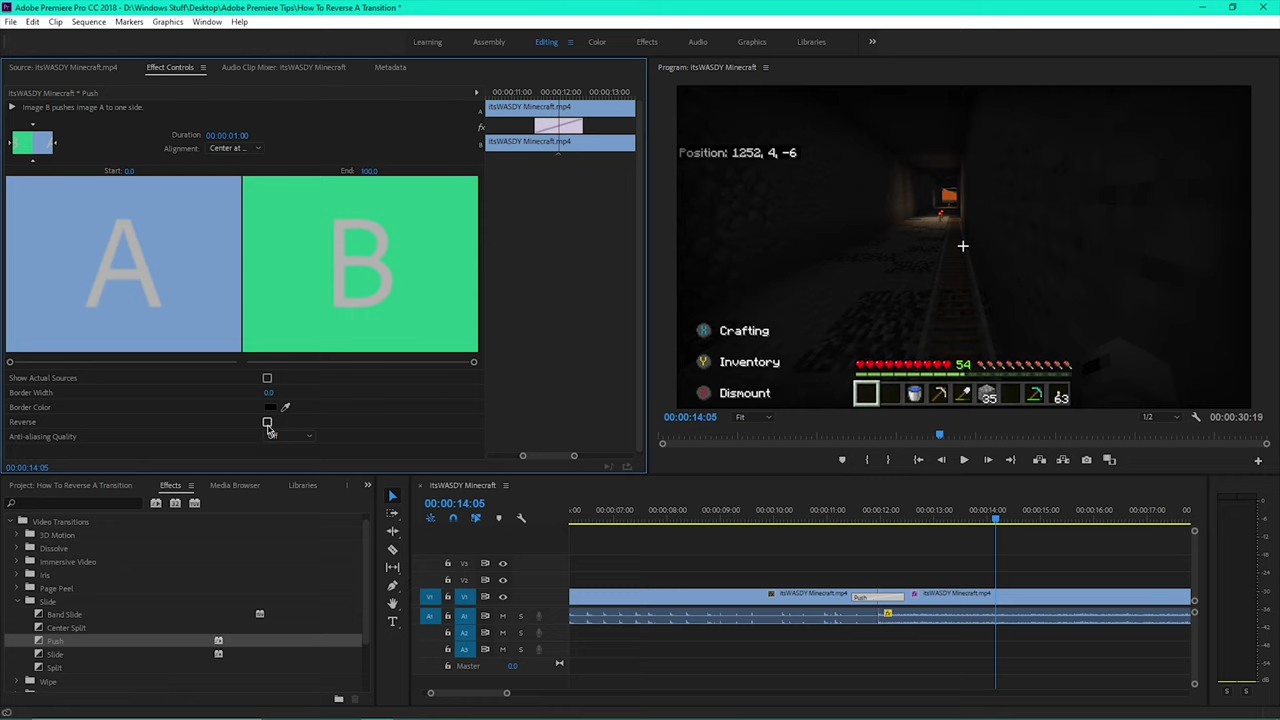 Adobe Premiere Pro CC 2018 - D:\Windows Stuff\Desktop\Adobe Premiere Tips\How To Reverse A Transition *
File Edit Clip Sequence Markers Graphics Window Help
Learning Assembly Editing Color Effects Audio Graphics Libraries
Source: itsWASDY Minecraft.mp4 Effect Controls Audio Clip Mixer: itsWASDY Minecraft Metadata
Program: itsWASDY Minecraft
itsWASDY Minecraft * Push
00:00:11:00 00:00:12:00 00:00:13:00
Image B pushes Image A to one side.
A itsWASDY Minecraft.mp4
fx
B itsWASDY Minecraft.mp4
Duration 00:00:01:00
Alignment: Center at ...
Start: 0.0 End: 100.0
A B
Show Actual Sources
Border Width 0.0
Border Color
Reverse
Anti-aliasing Quality
00:00:14:05
Position: 1252, 4, -6
Crafting
Inventory
Dismount
54
35 63
00:00:14:05 Fit 1/2 00:00:30:19
Project: How To Reverse A Transition Effects Media Browser Libraries
Video Transitions
3D Motion
Dissolve
Immersive Video
Iris
Page Peel
Slide
Band Slide
Center Split
Push
Slide
Split
Wipe
itsWASDY Minecraft
00:00:14:05
:00 00:00:07:00 00:00:08:00 00:00:09:00 00:00:10:00 00:00:11:00 00:00:12:00 00:00:13:00 00:00:14:00 00:00:15:00 00:00:16:00 00:00:17:00 00
V3
V2
V1 V1 itsWASDY Minecraft.mp4 Push itsWASDY Minecraft.mp4
A1 A1 M S
A2 M S
A3 M S
Master 0.0
0
dB
S S